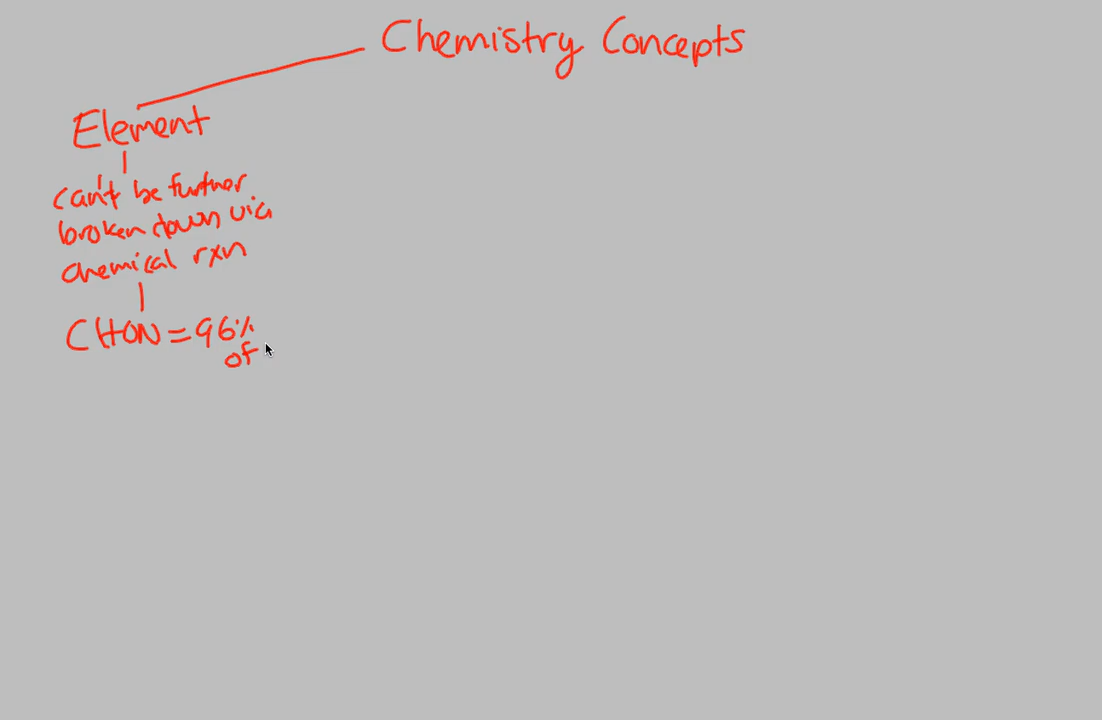 Chemistry Concepts
Element
can't be further
broken down via
chemical rxn
CHON = 96%
of